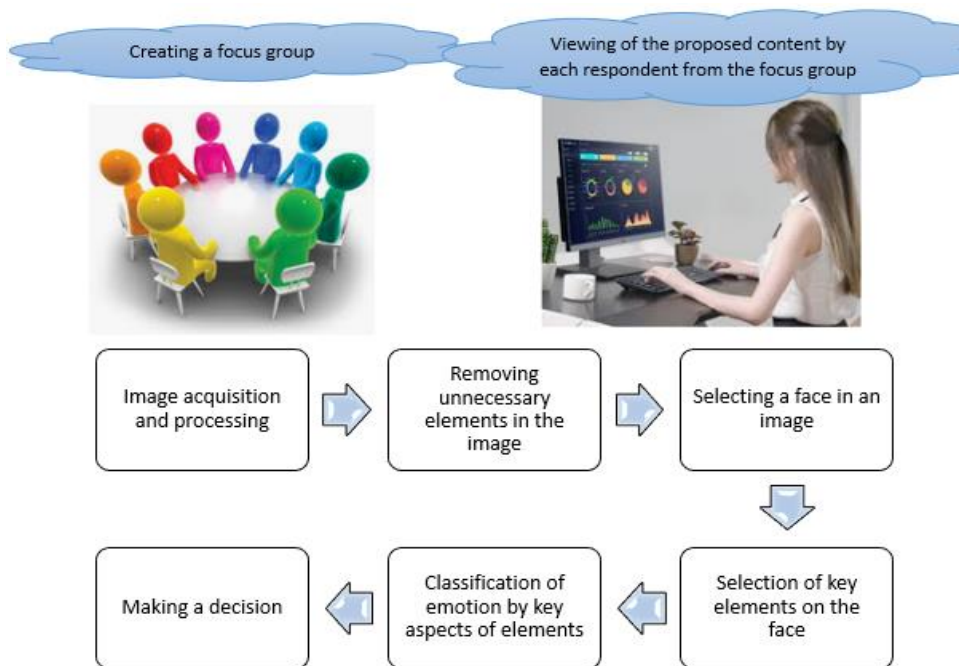 Creating a focus group
Viewing of the proposed content by
each respondent from the focus group
Image acquisition
and processing
Removing
unnecessary
elements in the
image
Selecting a face in an
image
Making a decision
Classification of
emotion by key
aspects of elements
Selection of key
elements on the
face